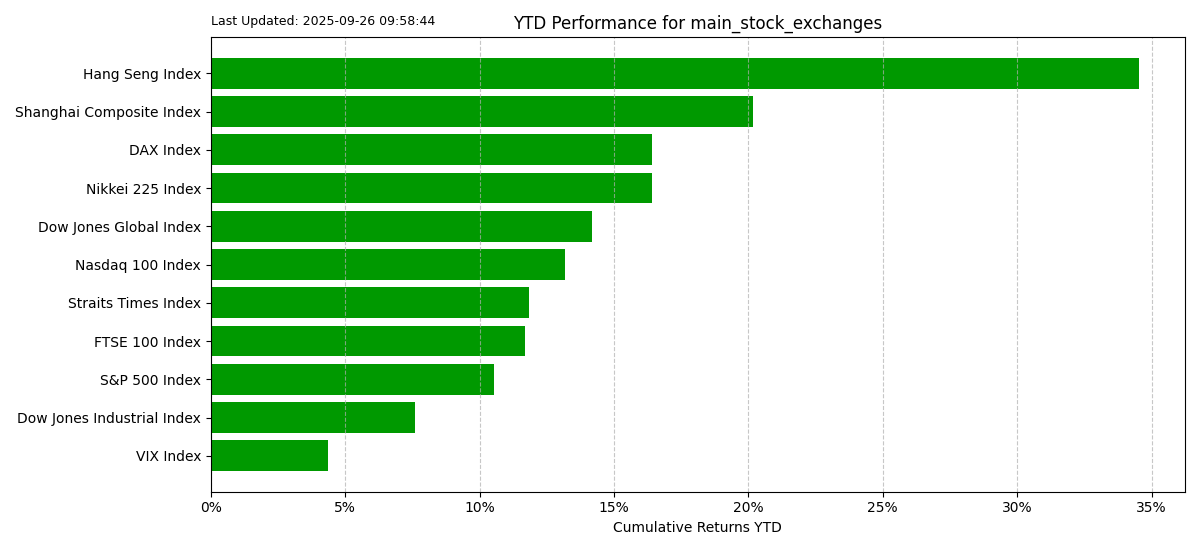 Last Updated: 2025-09-26 09:58:44
YTD Performance for main_stock_exchanges
Hang Seng Index
Shanghai Composite Index
DAX Index
Nikkei 225 Index
Dow Jones Global Index
Nasdaq 100 Index
Straits Times Index
FTSE 100 Index
S&P 500 Index
Dow Jones Industrial Index
VIX Index
0% 5% 10% 15% 20% 25% 30% 35%
Cumulative Returns YTD